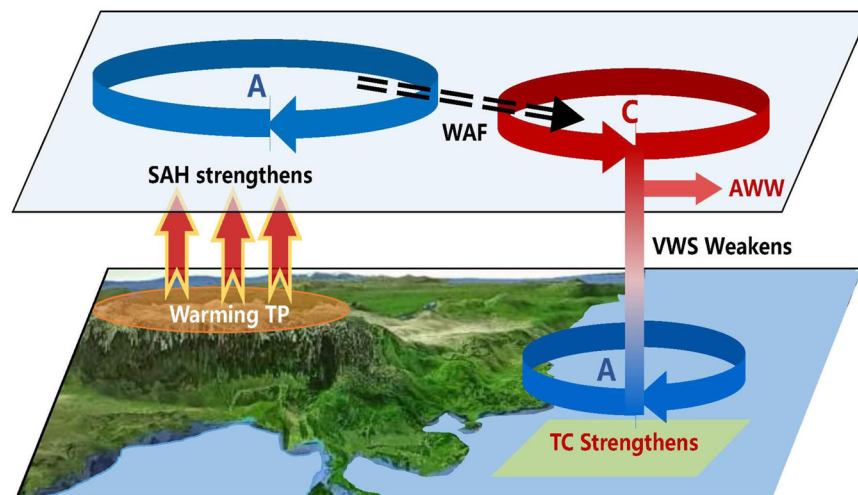 A
C
WAF
SAH strengthens
AWW
VWS Weakens
Warming TP
A
TC Strengthens